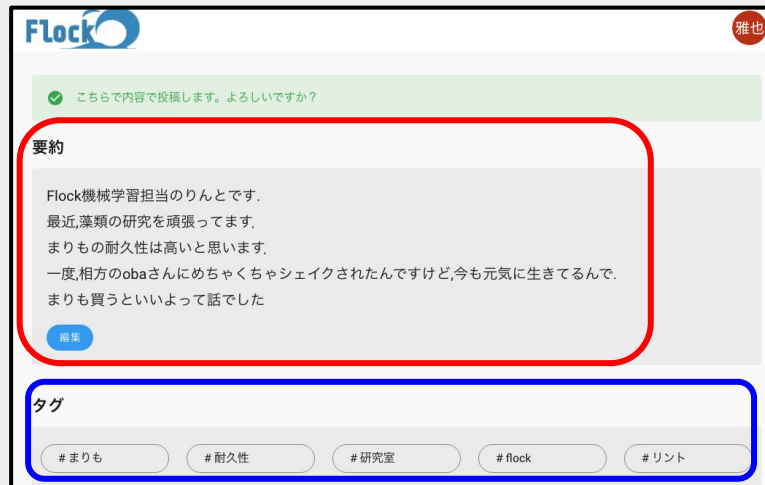 Flock
雅也
こちらで内容で投稿します。よろしいですか？
要約
Flock機械学習担当のりんとです.
最近,藻類の研究を頑張ってます.
まりもの耐久性は高いと思います.
一度,相方のobaさんにめちゃくちゃシェイクされたんですけど,今も元気に生きてるんで.
まりも買うといいよって話でした
編集
タグ
# まりも # 耐久性 # 研究室 # flock # リント